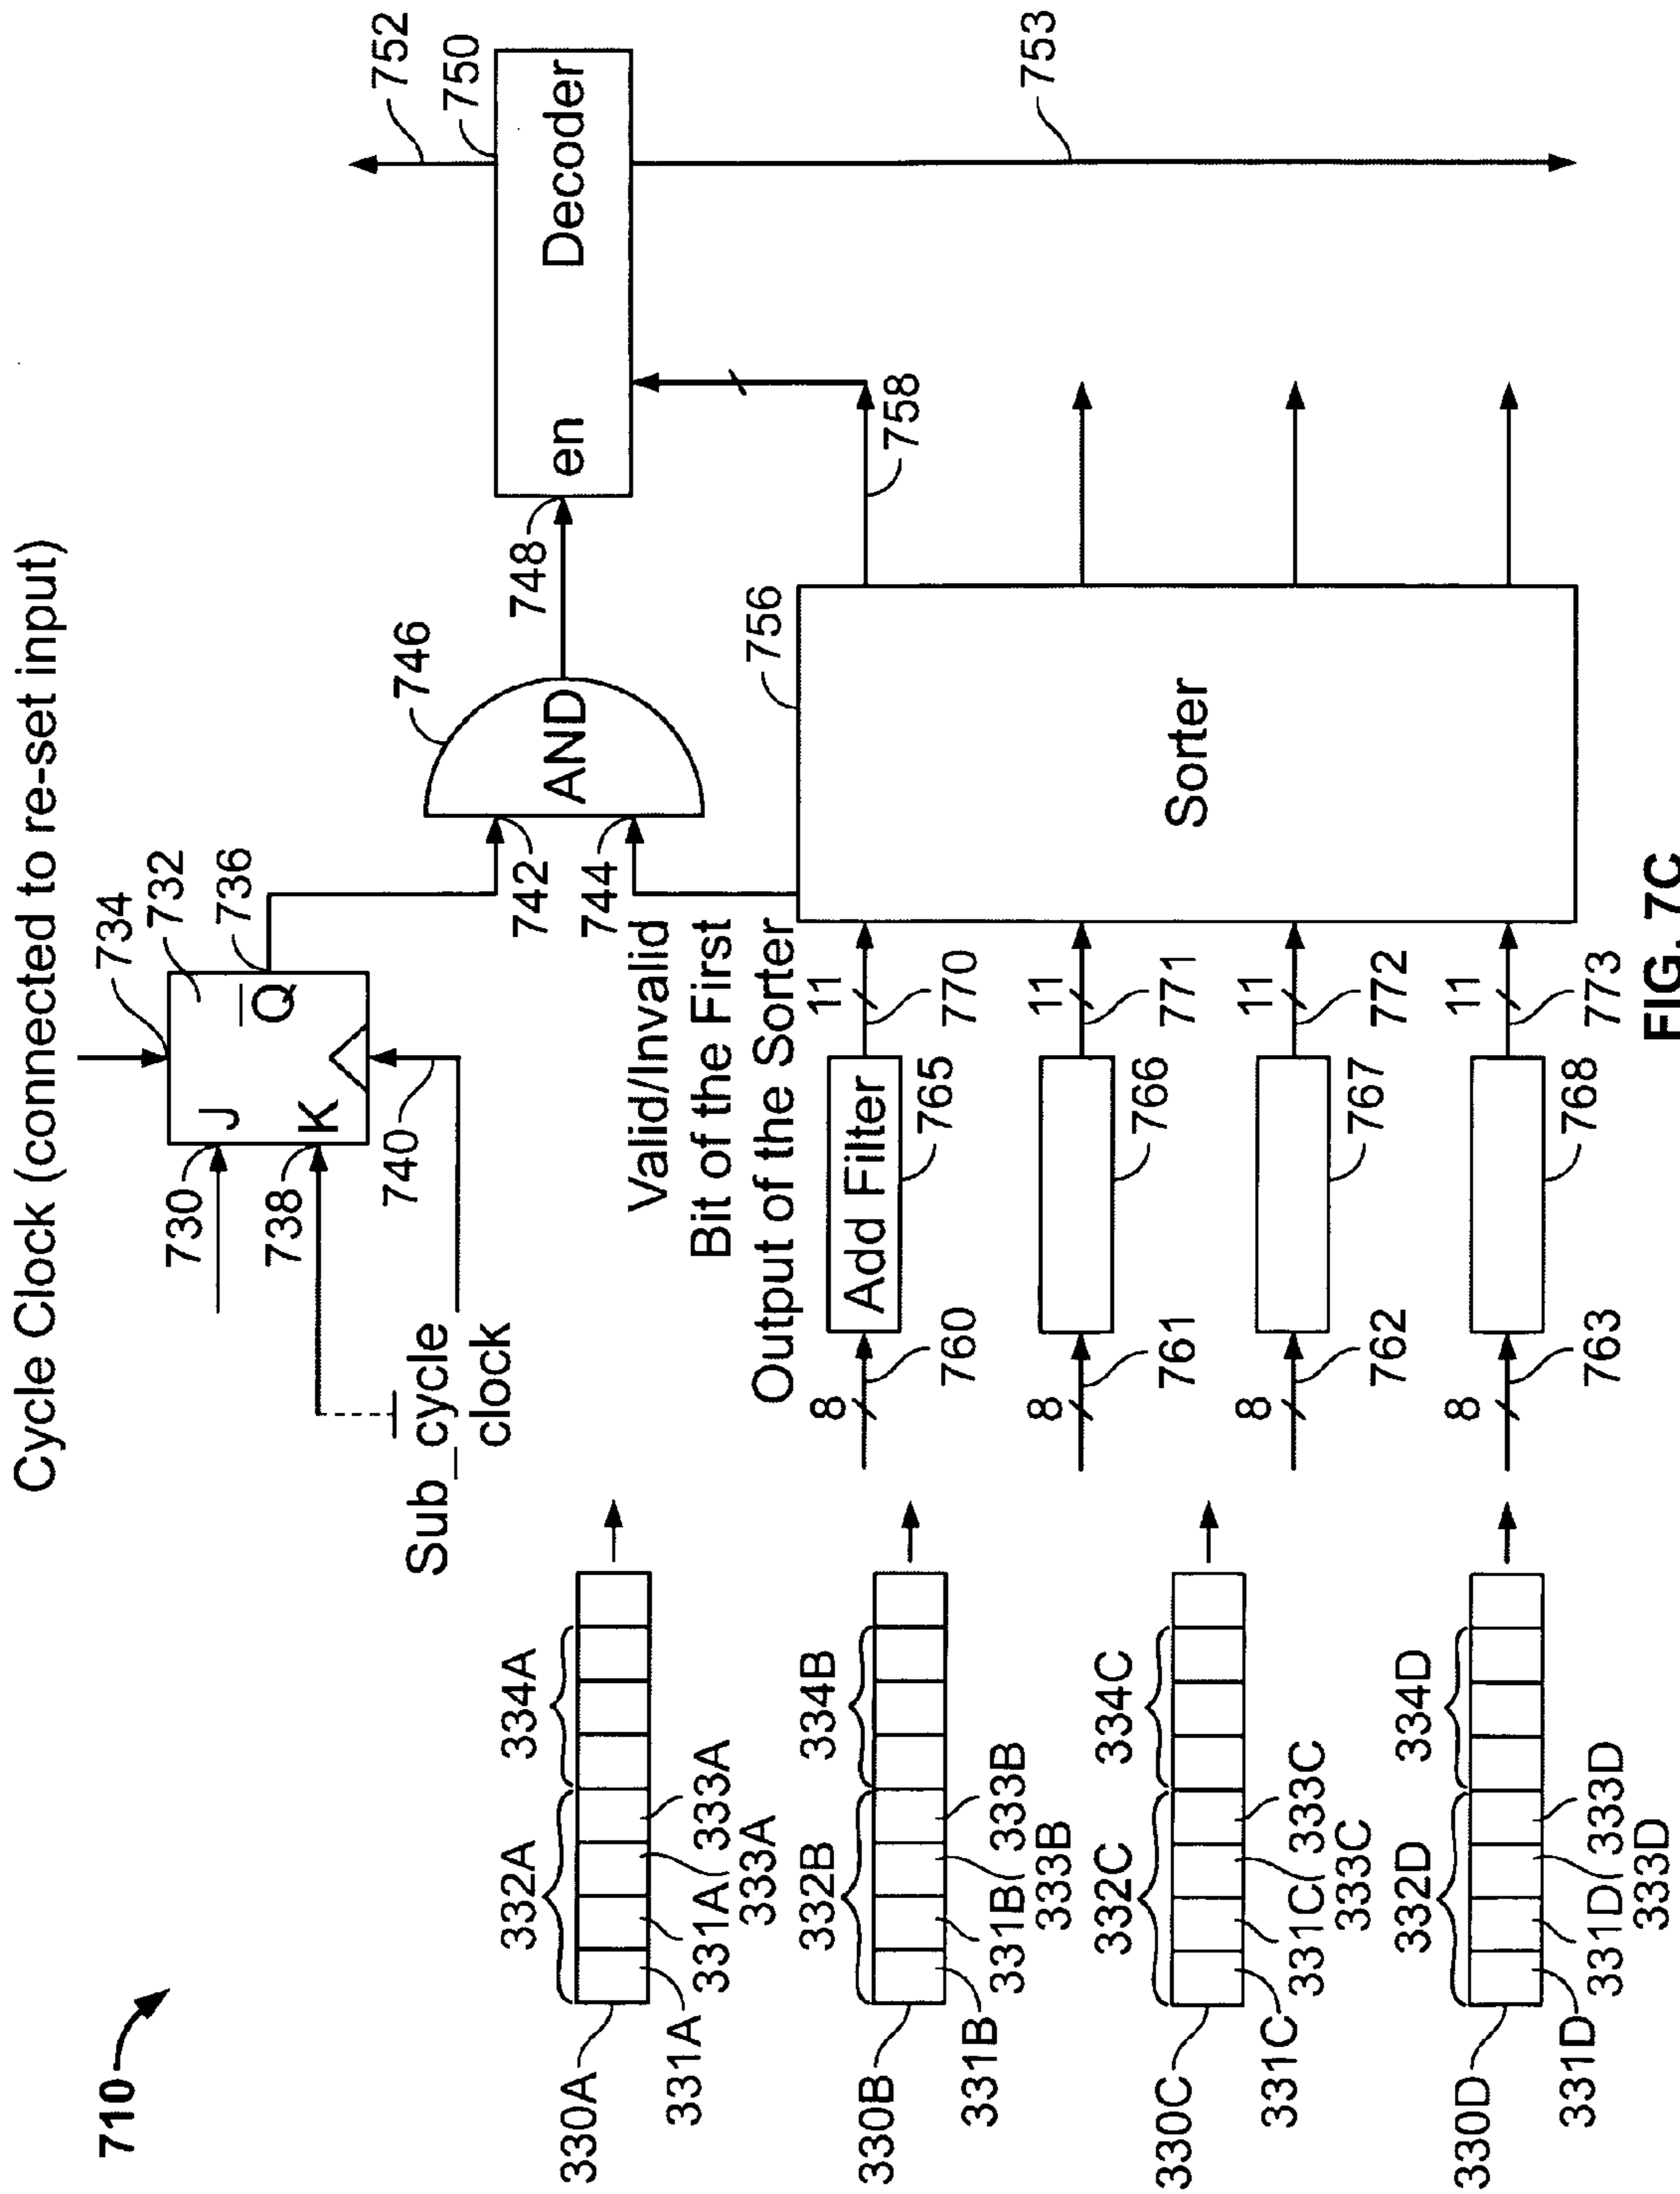 710
Cycle Clock (connected to re-set input)
734
732
730
J
Q
736
738
K
740
Sub_cycle
clock
742
744
746
AND
748
en
Decoder
750
752
753
Valid/Invalid
Bit of the First
Output of the Sorter
756
Sorter
758
8
760
Add Filter
765
11
770
8
761
766
11
771
8
762
767
11
772
8
763
768
11
773
332A
334A
330A
331A
331A
333A
333A
332B
334B
330B
331B
331B
333B
333B
332C
334C
330C
331C
331C
333C
333C
332D
334D
330D
331D
331D
333D
333D
FIG. 7C